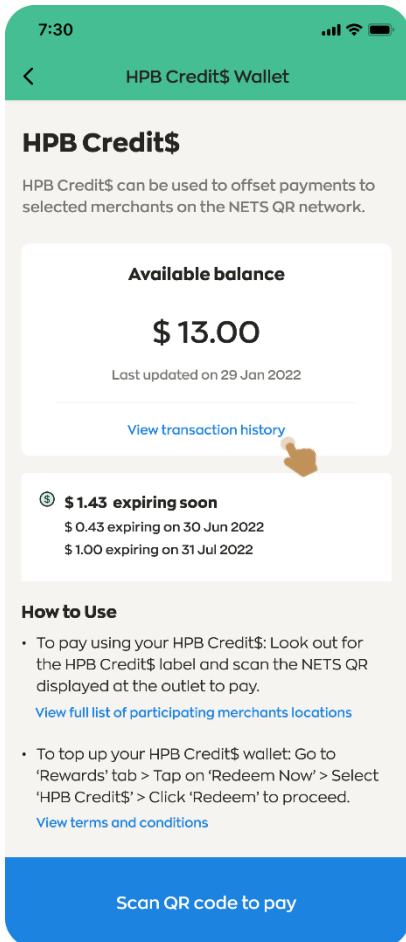 7:30
HPB Credit$ Wallet
HPB Credit$
HPB Credit$ can be used to offset payments to
selected merchants on the NETS QR network.
Available balance
$ 13.00
Last updated on 29 Jan 2022
View transaction history
$ 1.43 expiring soon
$ 0.43 expiring on 30 Jun 2022
$ 1.00 expiring on 31 Jul 2022
How to Use
• To pay using your HPB Credit$: Look out for
the HPB Credit$ label and scan the NETS QR
displayed at the outlet to pay.
View full list of participating merchants locations
• To top up your HPB Credit$ wallet: Go to
‘Rewards’ tab > Tap on ‘Redeem Now’ > Select
‘HPB Credit$’ > Click ‘Redeem’ to proceed.
View terms and conditions
Scan QR code to pay